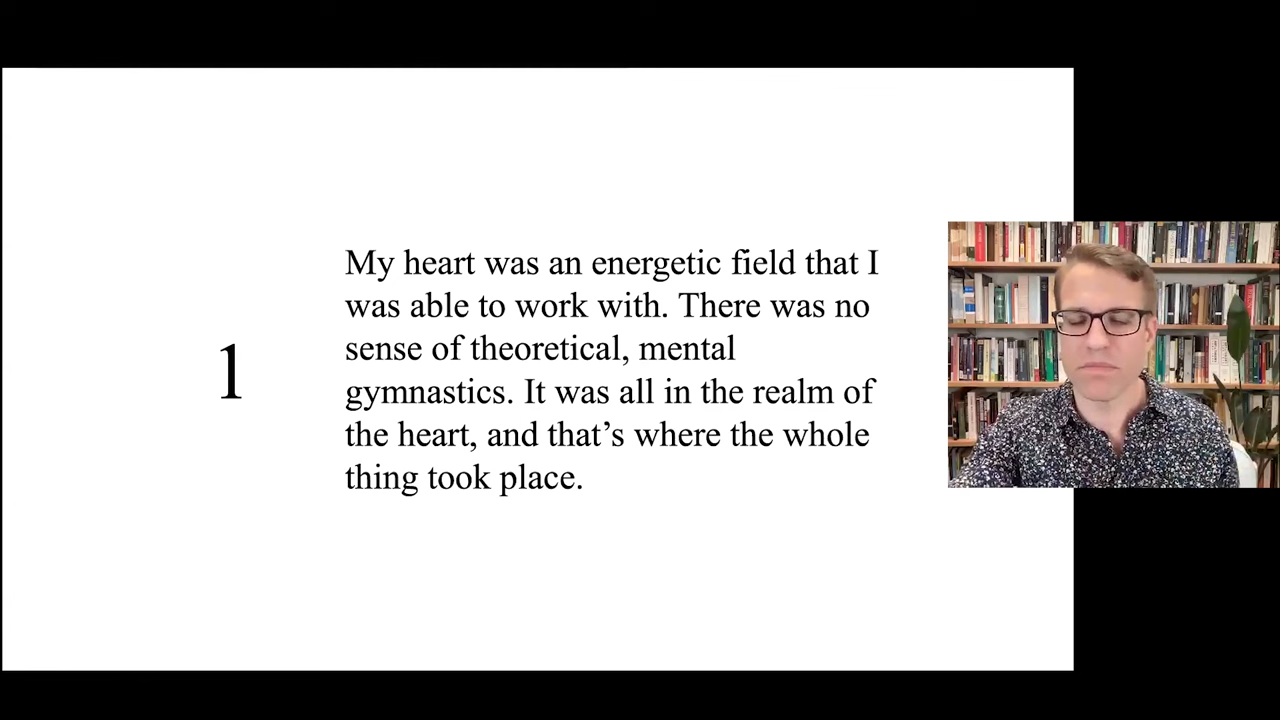 1
My heart was an energetic field that I
was able to work with. There was no
sense of theoretical, mental
gymnastics. It was all in the realm of
the heart, and that’s where the whole
thing took place.